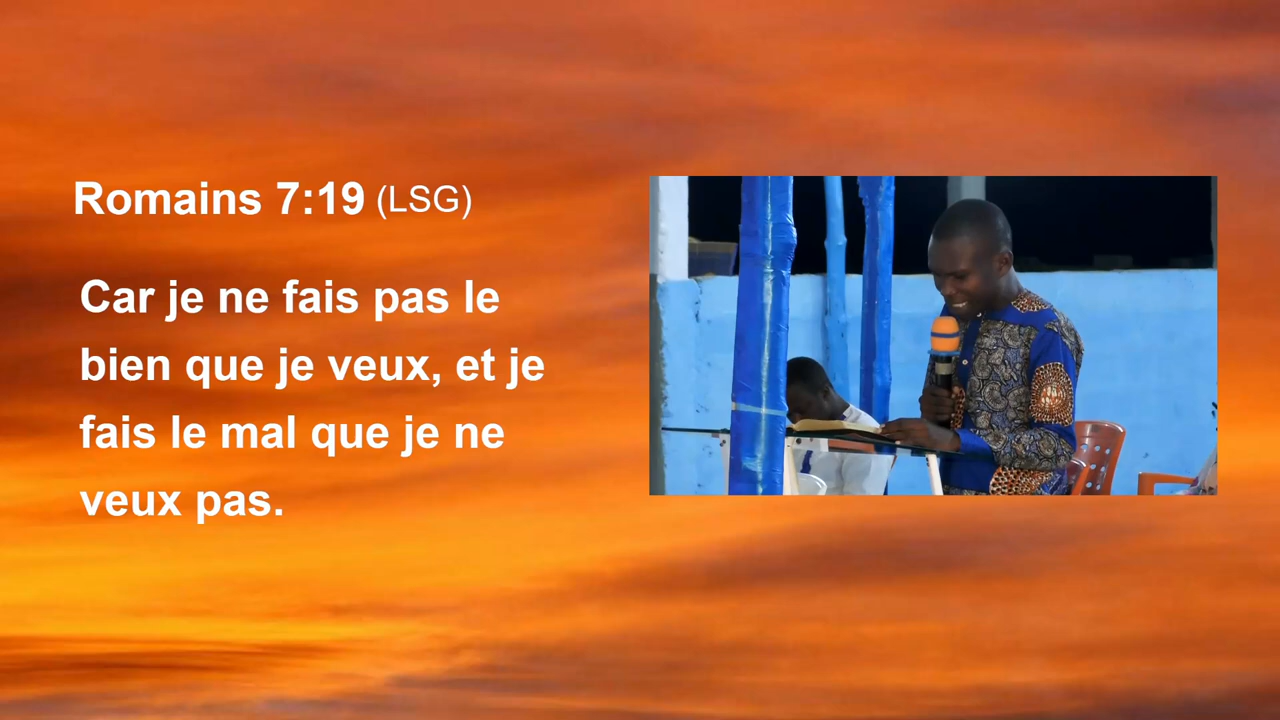 Romains 7:19 (LSG)
Car je ne fais pas le
bien que je veux, et je
fais le mal que je ne
veux pas.